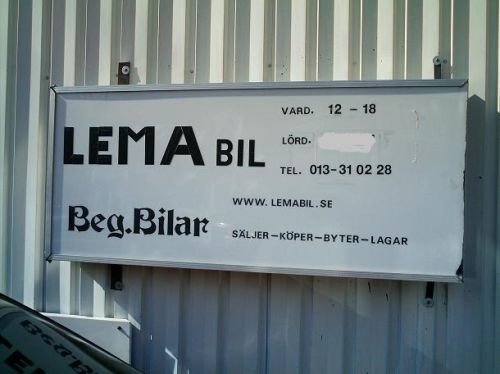 VARD. 12 - 18
LEMA BIL
LÖRD.
TEL. 013-31 02 28
WWW. LEMABIL.SE
Beg.Bilar
SÄLJER-KÖPER-BYTER-LAGAR